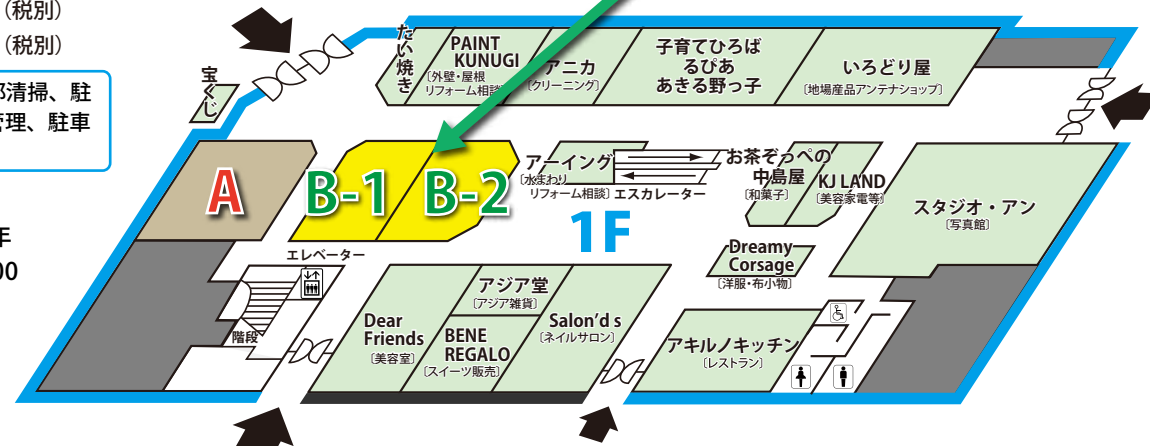 （税別）
（税別）
部清掃、駐
管理、駐車
年
00
宝くじ
たい焼き
PAINT
KUNUGI
〔外壁・屋根
リフォーム相談〕
アニカ
〔クリーニング〕
子育てひろば
るぴあ
あきる野っ子
いろどり屋
〔地場産品アンテナショップ〕
A
B-1
B-2
アーイング
〔水まわり
リフォーム相談〕
エスカレーター
お茶ぞっぺの
中島屋
〔和菓子〕
KJ LAND
〔美容家電等〕
スタジオ・アン
〔写真館〕
1F
エレベーター
階段
Dear
Friends
〔美容室〕
アジア堂
〔アジア雑貨〕
BENE
REGALO
〔スイーツ販売〕
Salon'd s
〔ネイルサロン〕
Dreamy
Corsage
〔洋服・布小物〕
アキルノキッチン
〔レストラン〕